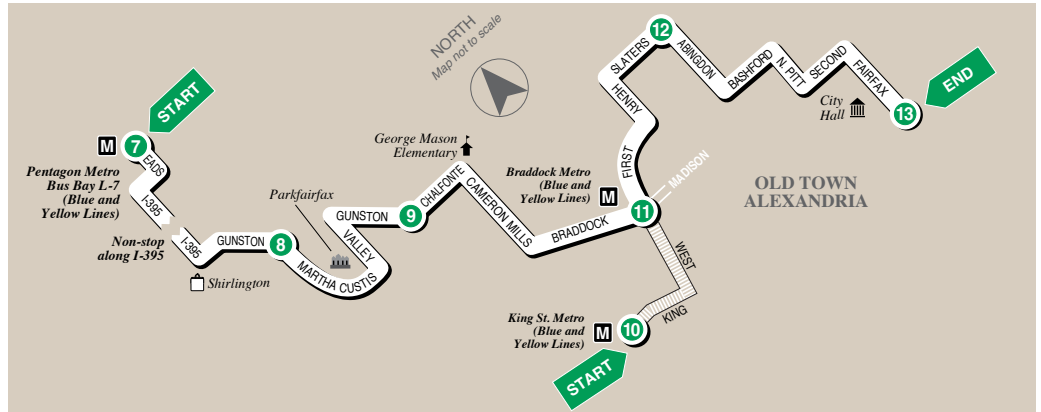 NORTH
Map not to scale
START
M
7
Pentagon Metro
Bus Bay L-7
(Blue and
Yellow Lines)
EADS
I-395
Non-stop
along I-395
I-395
Shirlington
GUNSTON
8
MARTHA CUSTIS
Parkfairfax
VALLEY
GUNSTON
9
CHALFONTE
George Mason
Elementary
CAMERON MILLS
BRADDOCK
Braddock Metro
(Blue and
Yellow Lines)
M
11
MADISON
WEST
KING
King St. Metro
(Blue and
Yellow Lines)
M
10
START
FIRST
HENRY
SLATERS
12
ABINGDON
BASHFORD
N. PITT
SECOND
FAIRFAX
City
Hall
13
END
OLD TOWN
ALEXANDRIA